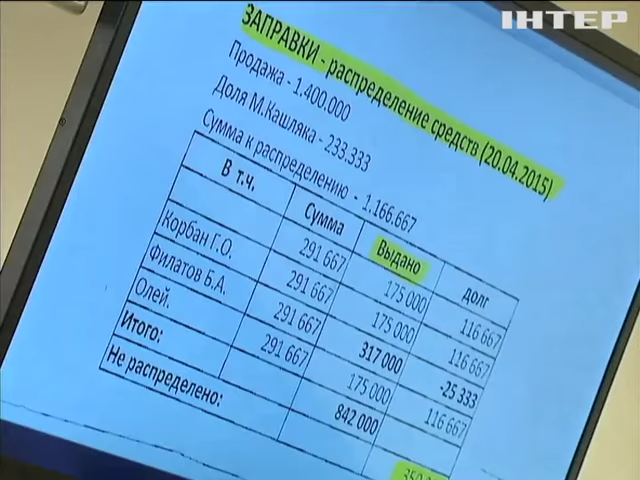 ІНТЕР
ЗАПРАВКИ - распределение средств (20.04.2015)
Продажа - 1.400.000
Доля М.Кашляка - 233.333
Сумма к распределению - 1.166.667
В т.ч. Сумма Выдано долг
291 667 175 000 116 667
Корбан Г.О. 291 667 175 000 116 667
Филатов Б.А. 291 667 317 000 -25 333
Олей. 291 667 175 000 116 667
Итого: 842 000
Не распределено: